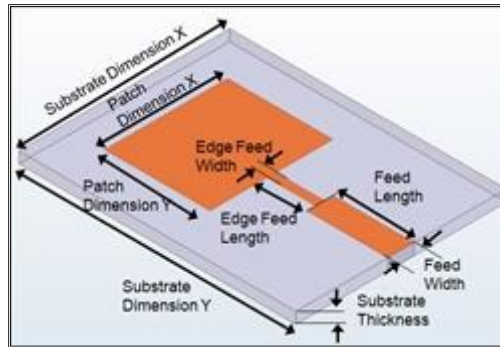 Substrate Dimension X
Patch
Dimension X
Edge Feed
Width
Patch
Dimension Y
Feed
Length
Edge Feed
Length
Substrate
Dimension Y
Feed
Width
Substrate
Thickness